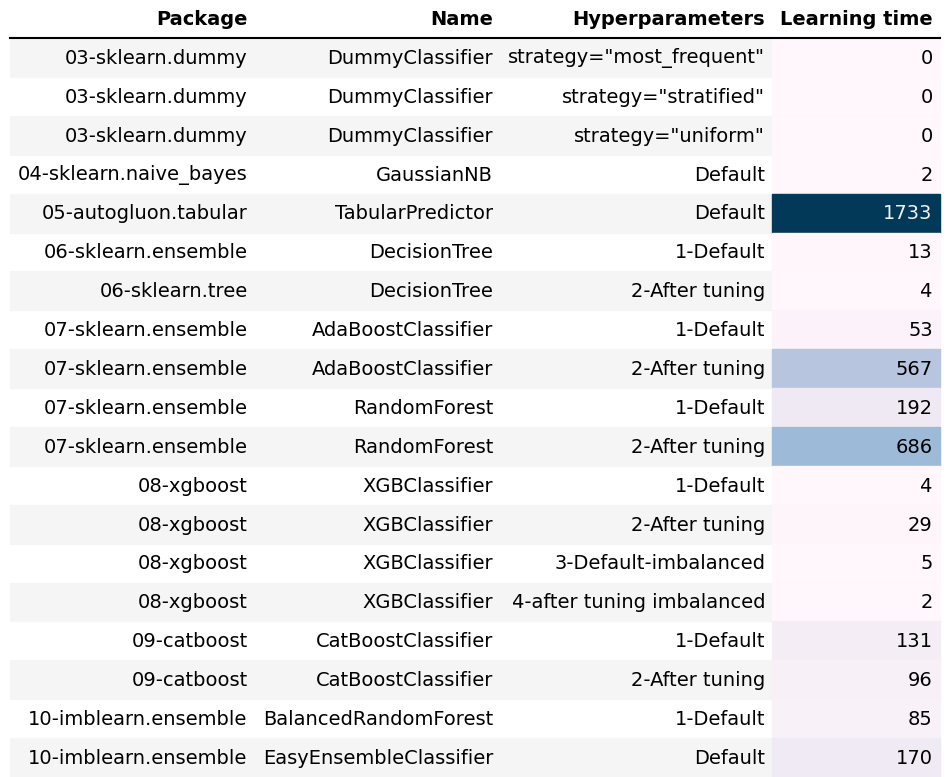 Package Name Hyperparameters Learning time
03-sklearn.dummy DummyClassifier strategy="most_frequent" 0
03-sklearn.dummy DummyClassifier strategy="stratified" 0
03-sklearn.dummy DummyClassifier strategy="uniform" 0
04-sklearn.naive_bayes GaussianNB Default 2
05-autogluon.tabular TabularPredictor Default 1733
06-sklearn.ensemble DecisionTree 1-Default 13
06-sklearn.tree DecisionTree 2-After tuning 4
07-sklearn.ensemble AdaBoostClassifier 1-Default 53
07-sklearn.ensemble AdaBoostClassifier 2-After tuning 567
07-sklearn.ensemble RandomForest 1-Default 192
07-sklearn.ensemble RandomForest 2-After tuning 686
08-xgboost XGBClassifier 1-Default 4
08-xgboost XGBClassifier 2-After tuning 29
08-xgboost XGBClassifier 3-Default-imbalanced 5
08-xgboost XGBClassifier 4-after tuning imbalanced 2
09-catboost CatBoostClassifier 1-Default 131
09-catboost CatBoostClassifier 2-After tuning 96
10-imblearn.ensemble BalancedRandomForest 1-Default 85
10-imblearn.ensemble EasyEnsembleClassifier Default 170